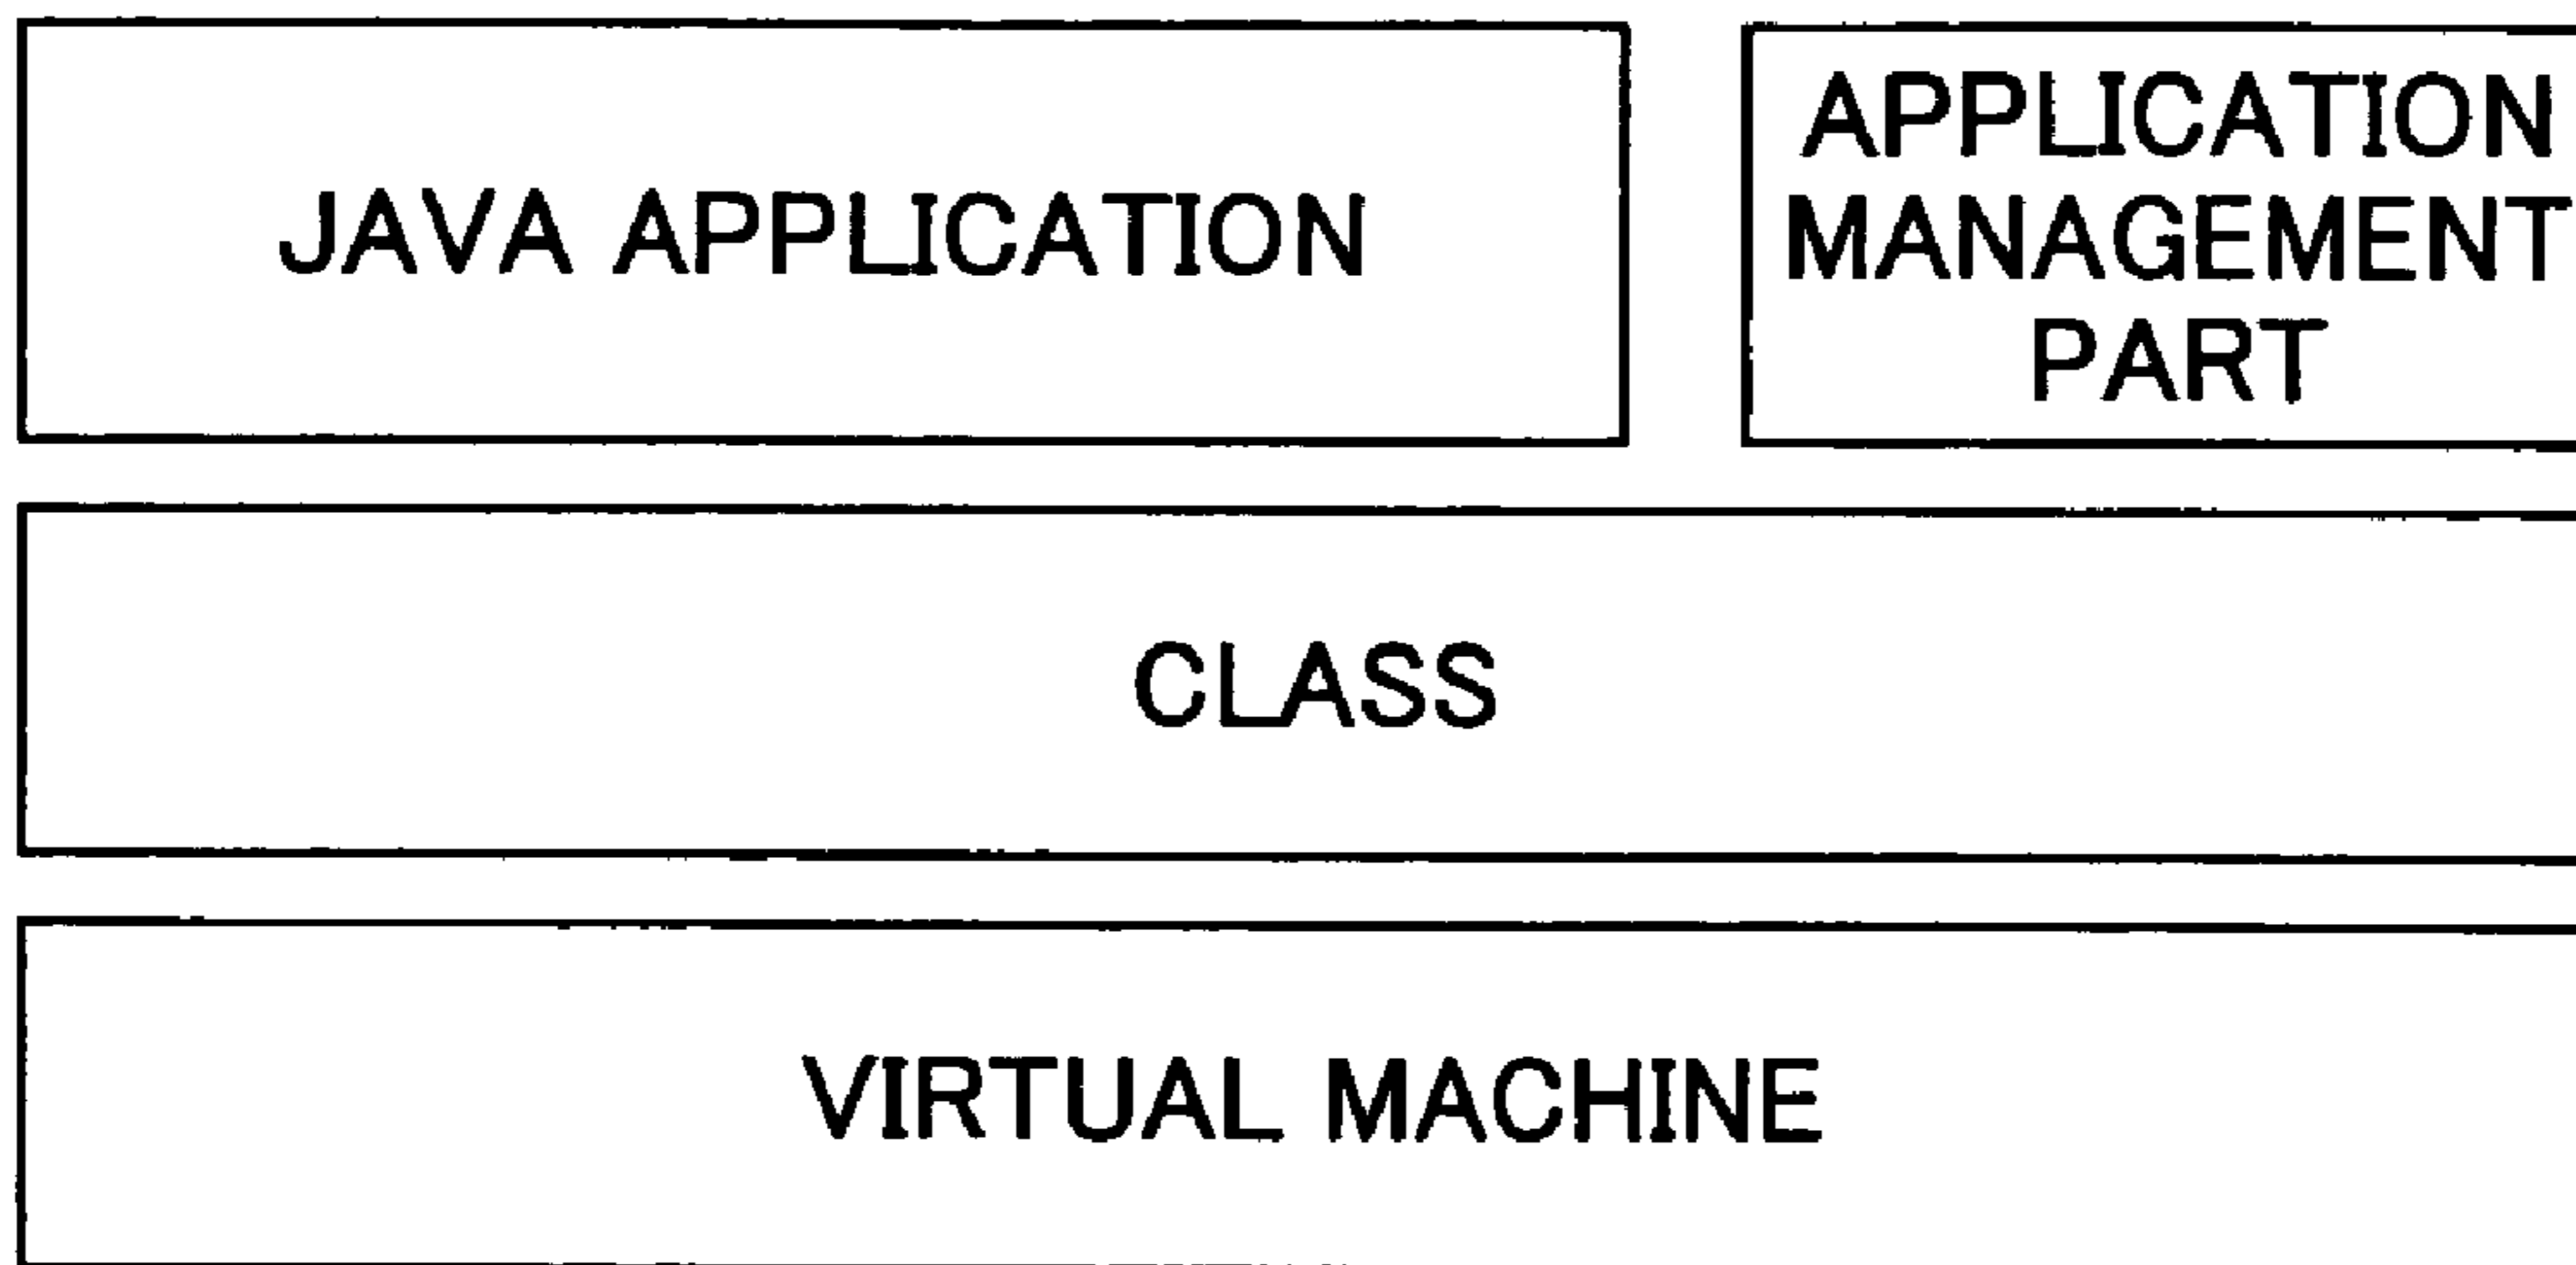 JAVA APPLICATION
APPLICATION
MANAGEMENT
PART
CLASS
VIRTUAL MACHINE